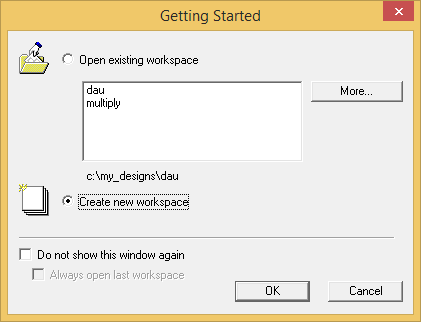 Getting Started
Open existing workspace
dau
multiply
More...
c:\my_designs\dau
Create new workspace
Do not show this window again
Always open last workspace
OK
Cancel